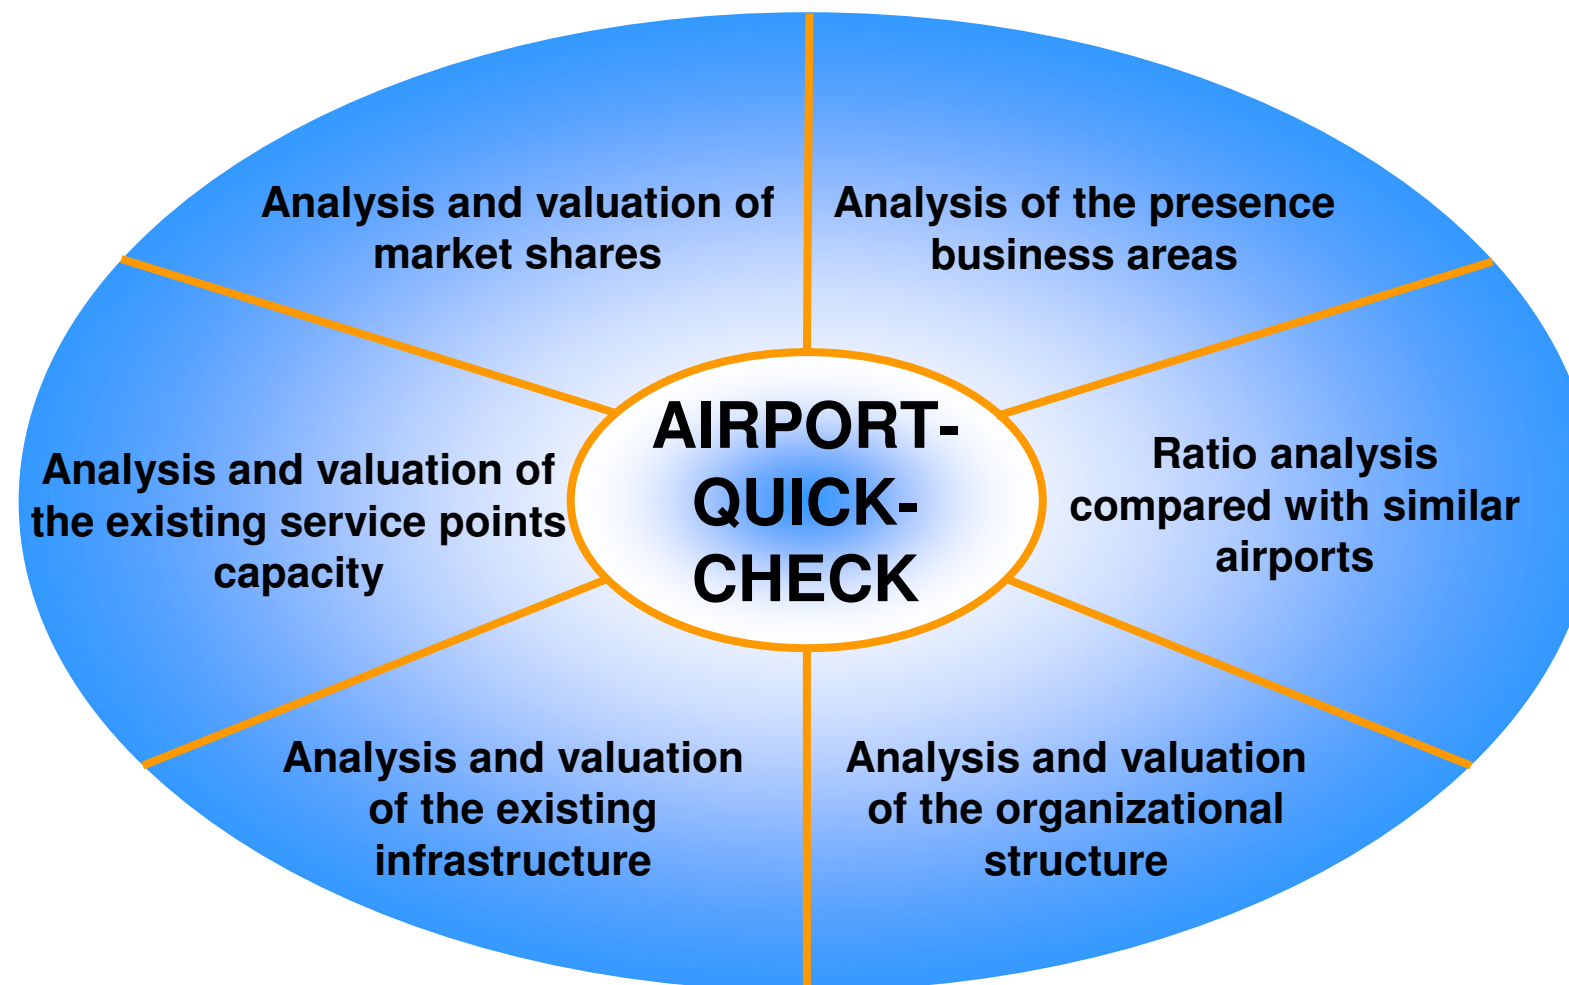 Analysis and valuation of
market shares
Analysis of the presence
business areas
Analysis and valuation of
the existing service points
capacity
AIRPORT-
QUICK-
CHECK
Ratio analysis
compared with similar
airports
Analysis and valuation
of the existing
infrastructure
Analysis and valuation
of the organizational
structure